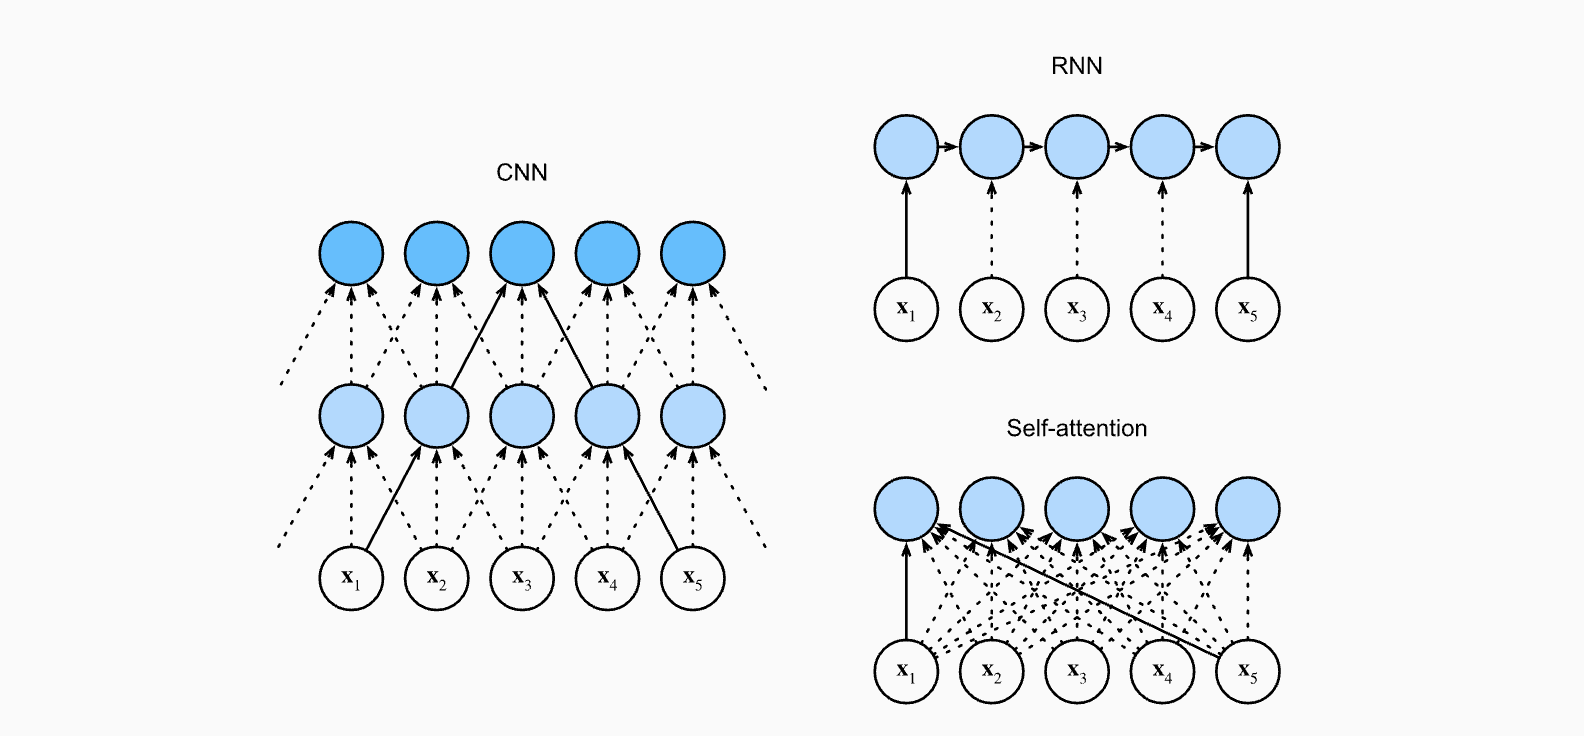 CNN
x₁ x₂ x₃ x₄ x₅
RNN
x₁ x₂ x₃ x₄ x₅
Self-attention
x₁ x₂ x₃ x₄ x₅